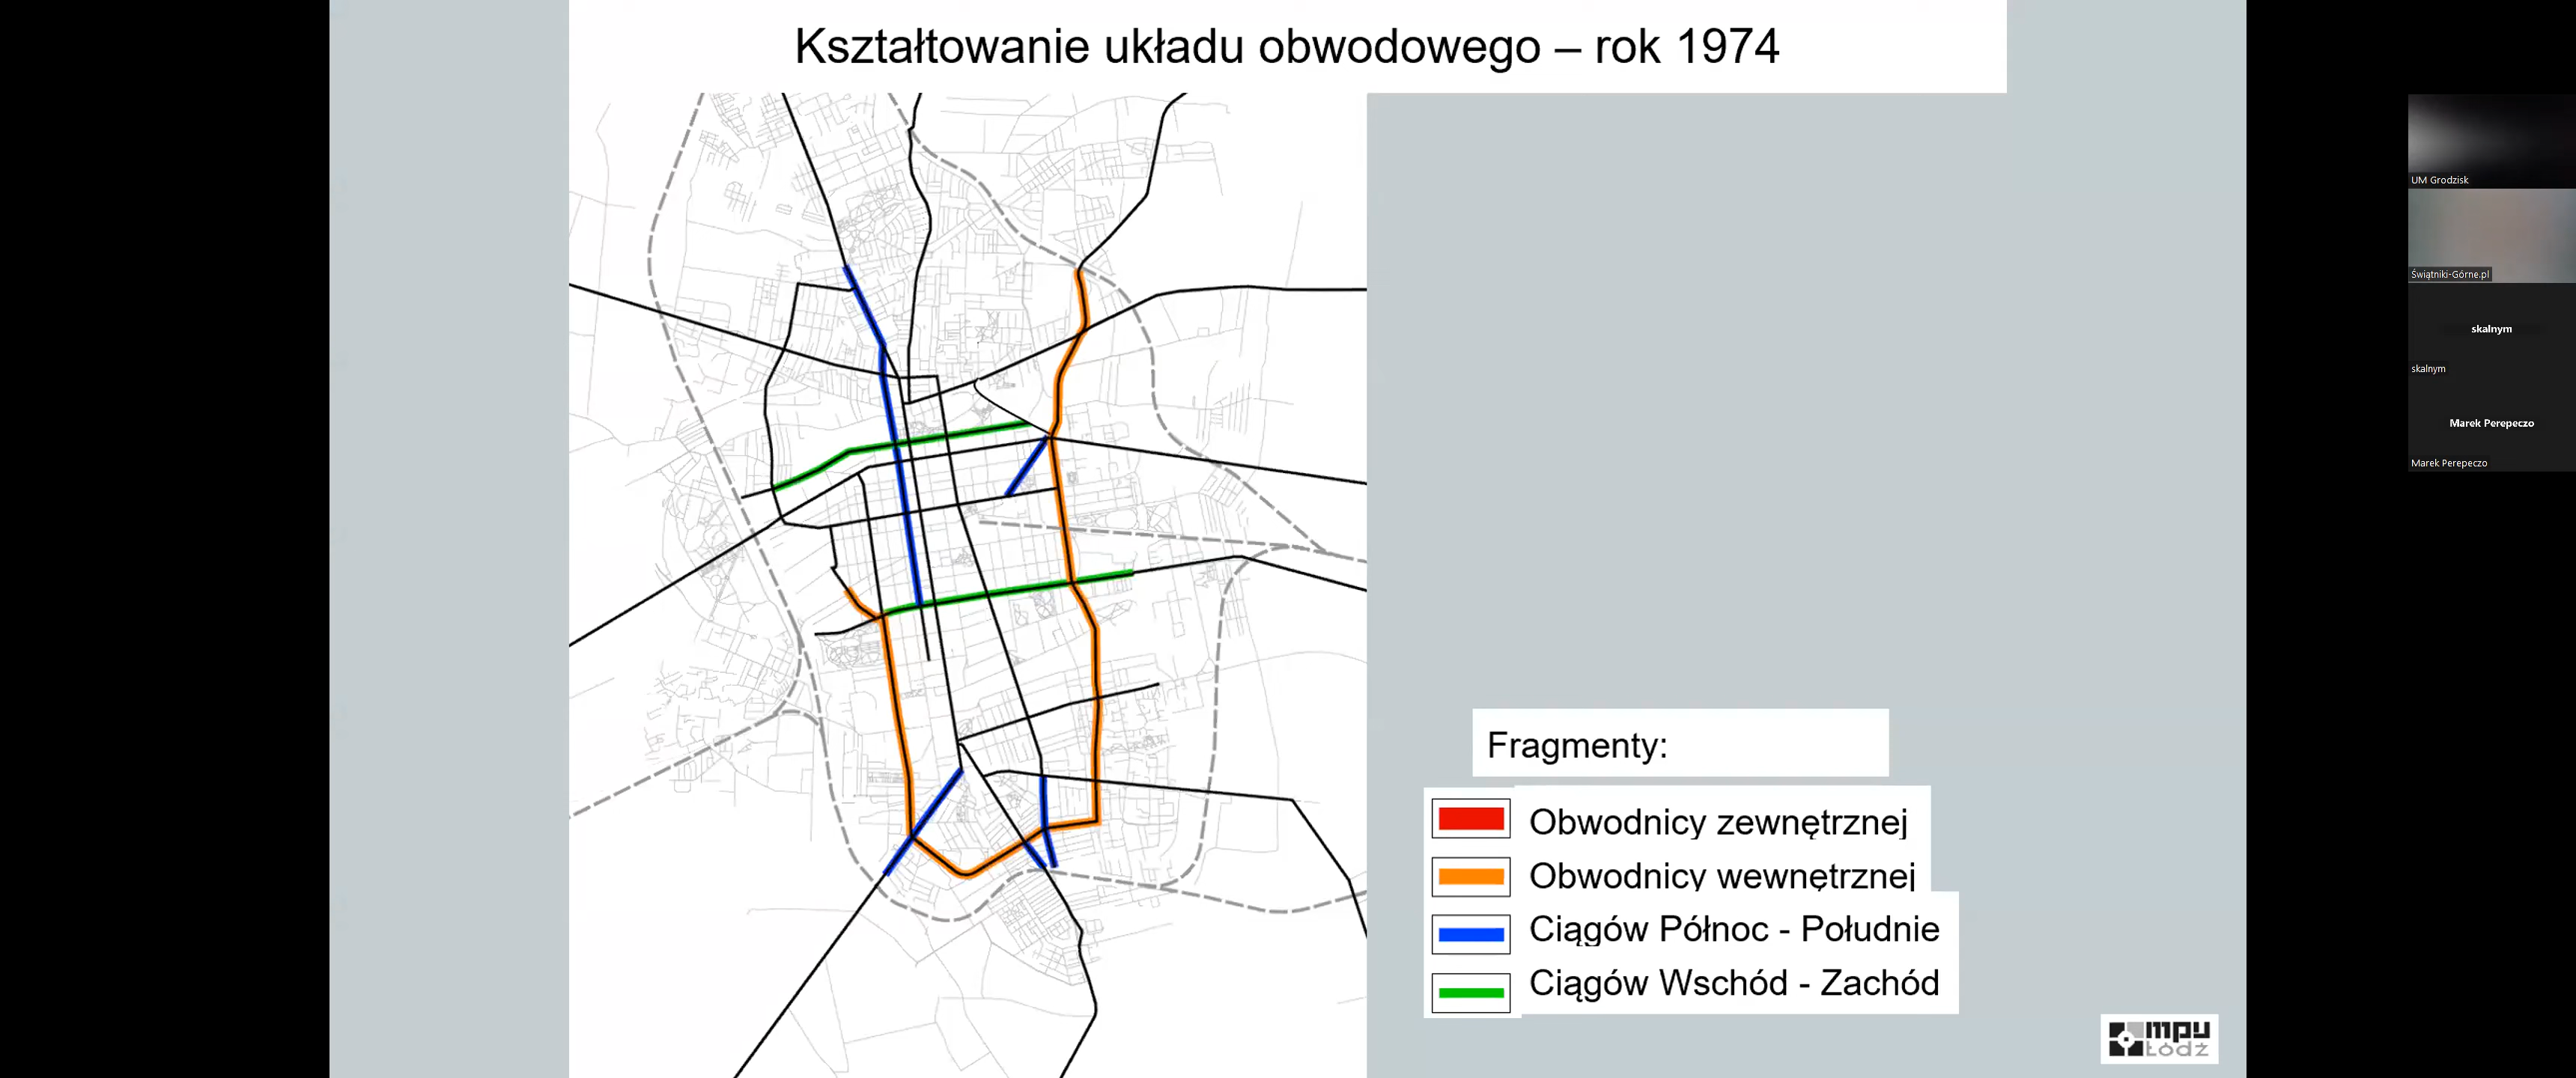 Kształtowanie układu obwodowego – rok 1974
UM Grodzisk
Świątniki-Górne.pl
skalnym
skalnym
Marek Perepeczo
Marek Perepeczo
Fragmenty:
Obwodnicy zewnętrznej
Obwodnicy wewnętrznej
Ciągów Północ - Południe
Ciągów Wschód - Zachód
mpu
Łódź